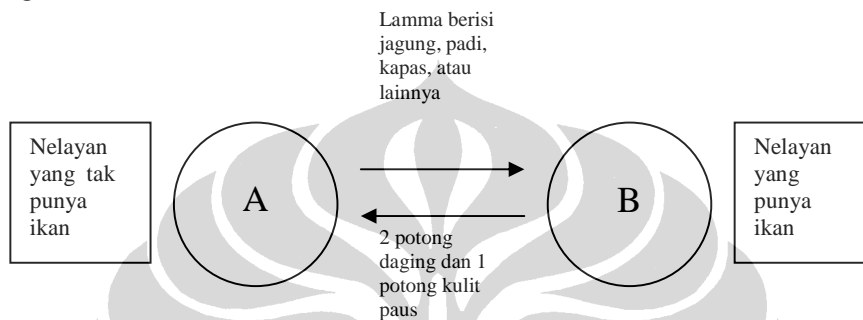 Lamma berisi
jagung, padi,
kapas, atau
lainnya
Nelayan
yang tak
punya
ikan
A
B
Nelayan
yang
punya
ikan
2 potong
daging dan 1
potong kulit
paus